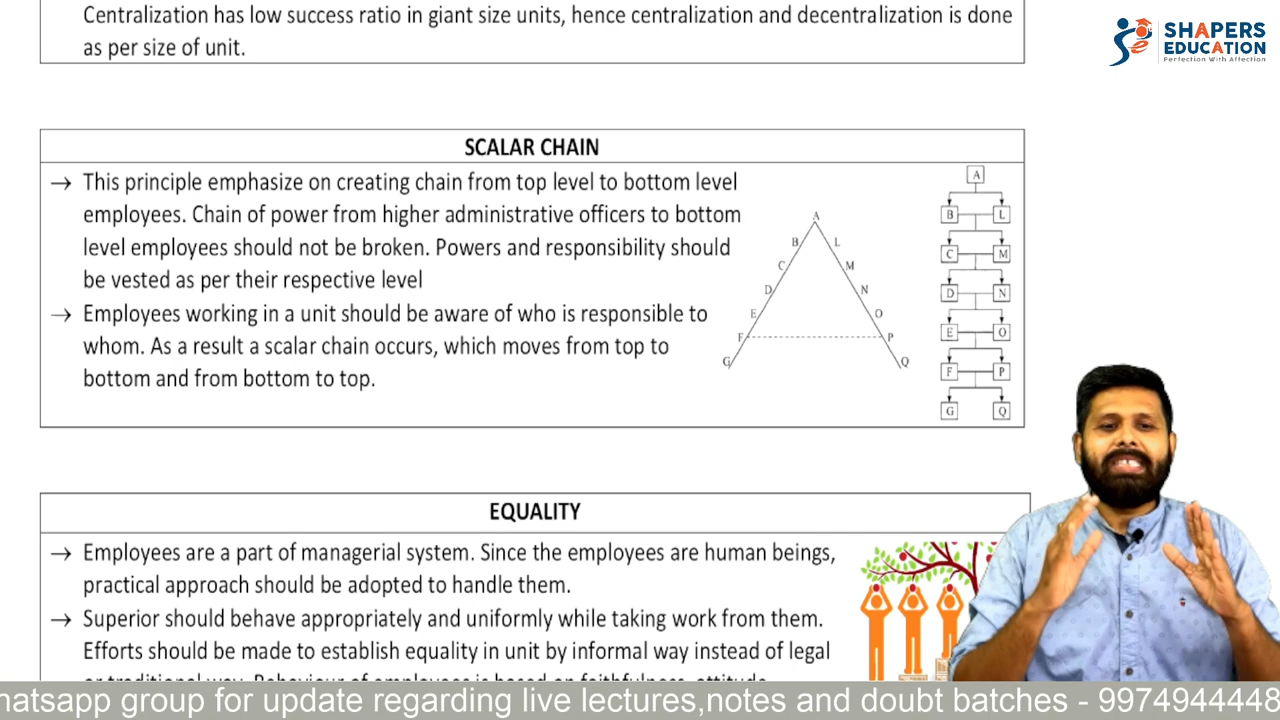 Centralization has low success ratio in giant size units, hence centralization and decentralization is done
as per size of unit.
SHAPERS
EDUCATION
Perfection With Affection
SCALAR CHAIN
→ This principle emphasize on creating chain from top level to bottom level
employees. Chain of power from higher administrative officers to bottom
level employees should not be broken. Powers and responsibility should
be vested as per their respective level
→ Employees working in a unit should be aware of who is responsible to
whom. As a result a scalar chain occurs, which moves from top to
bottom and from bottom to top.
A
B L
C M
D N
E O
F P
G Q
A
B L
C M
D N
E O
F P
G Q
EQUALITY
→ Employees are a part of managerial system. Since the employees are human beings,
practical approach should be adopted to handle them.
→ Superior should behave appropriately and uniformly while taking work from them.
Efforts should be made to establish equality in unit by informal way instead of legal
hatsapp group for update regarding live lectures,notes and doubt batches - 9974944448